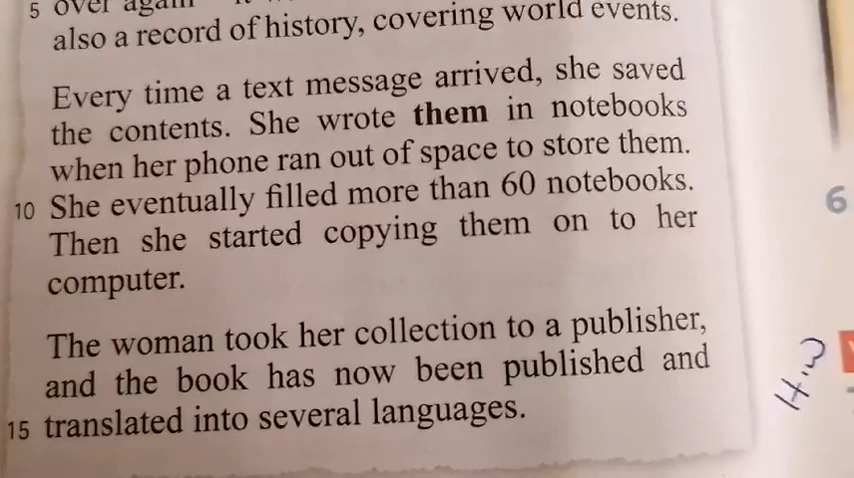 5 over again
also a record of history, covering world events.
Every time a text message arrived, she saved
the contents. She wrote them in notebooks
when her phone ran out of space to store them.
10 She eventually filled more than 60 notebooks.
Then she started copying them on to her
computer.
The woman took her collection to a publisher,
and the book has now been published and
15 translated into several languages.
6
H.W